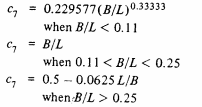 c₇ = 0.229577(B/L)^0.33333
when B/L < 0.11
c₇ = B/L
when 0.11 < B/L < 0.25
c₇ = 0.5 − 0.0625 L/B
when B/L > 0.25